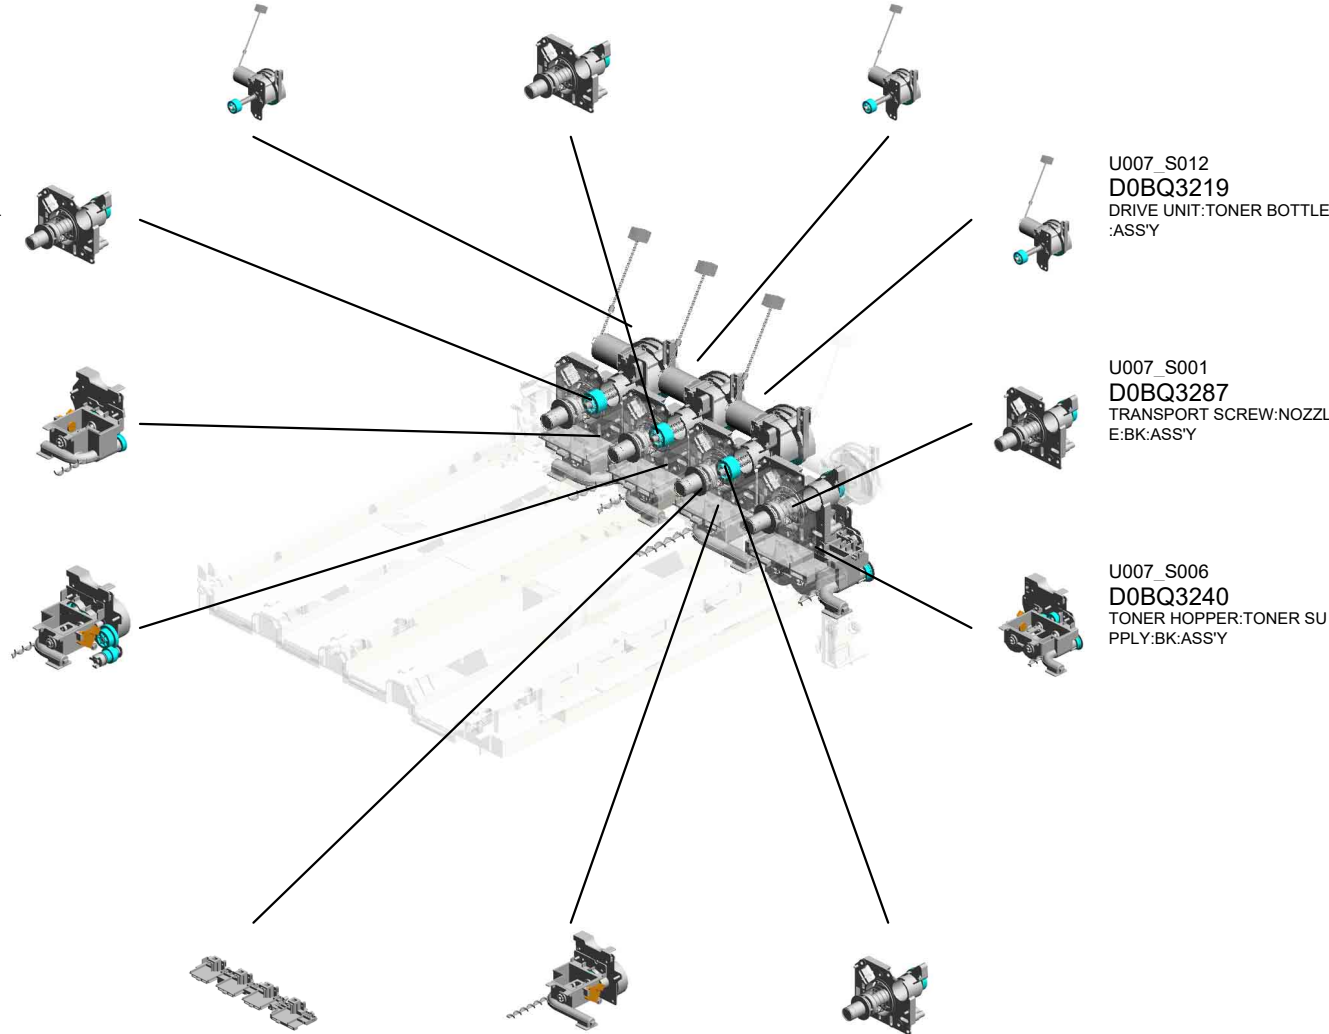 U007_S012
D0BQ3219
DRIVE UNIT:TONER BOTTLE
:ASS'Y
U007_S001
D0BQ3287
TRANSPORT SCREW:NOZZL
E:BK:ASS'Y
U007_S006
D0BQ3240
TONER HOPPER:TONER SU
PPLY:BK:ASS'Y